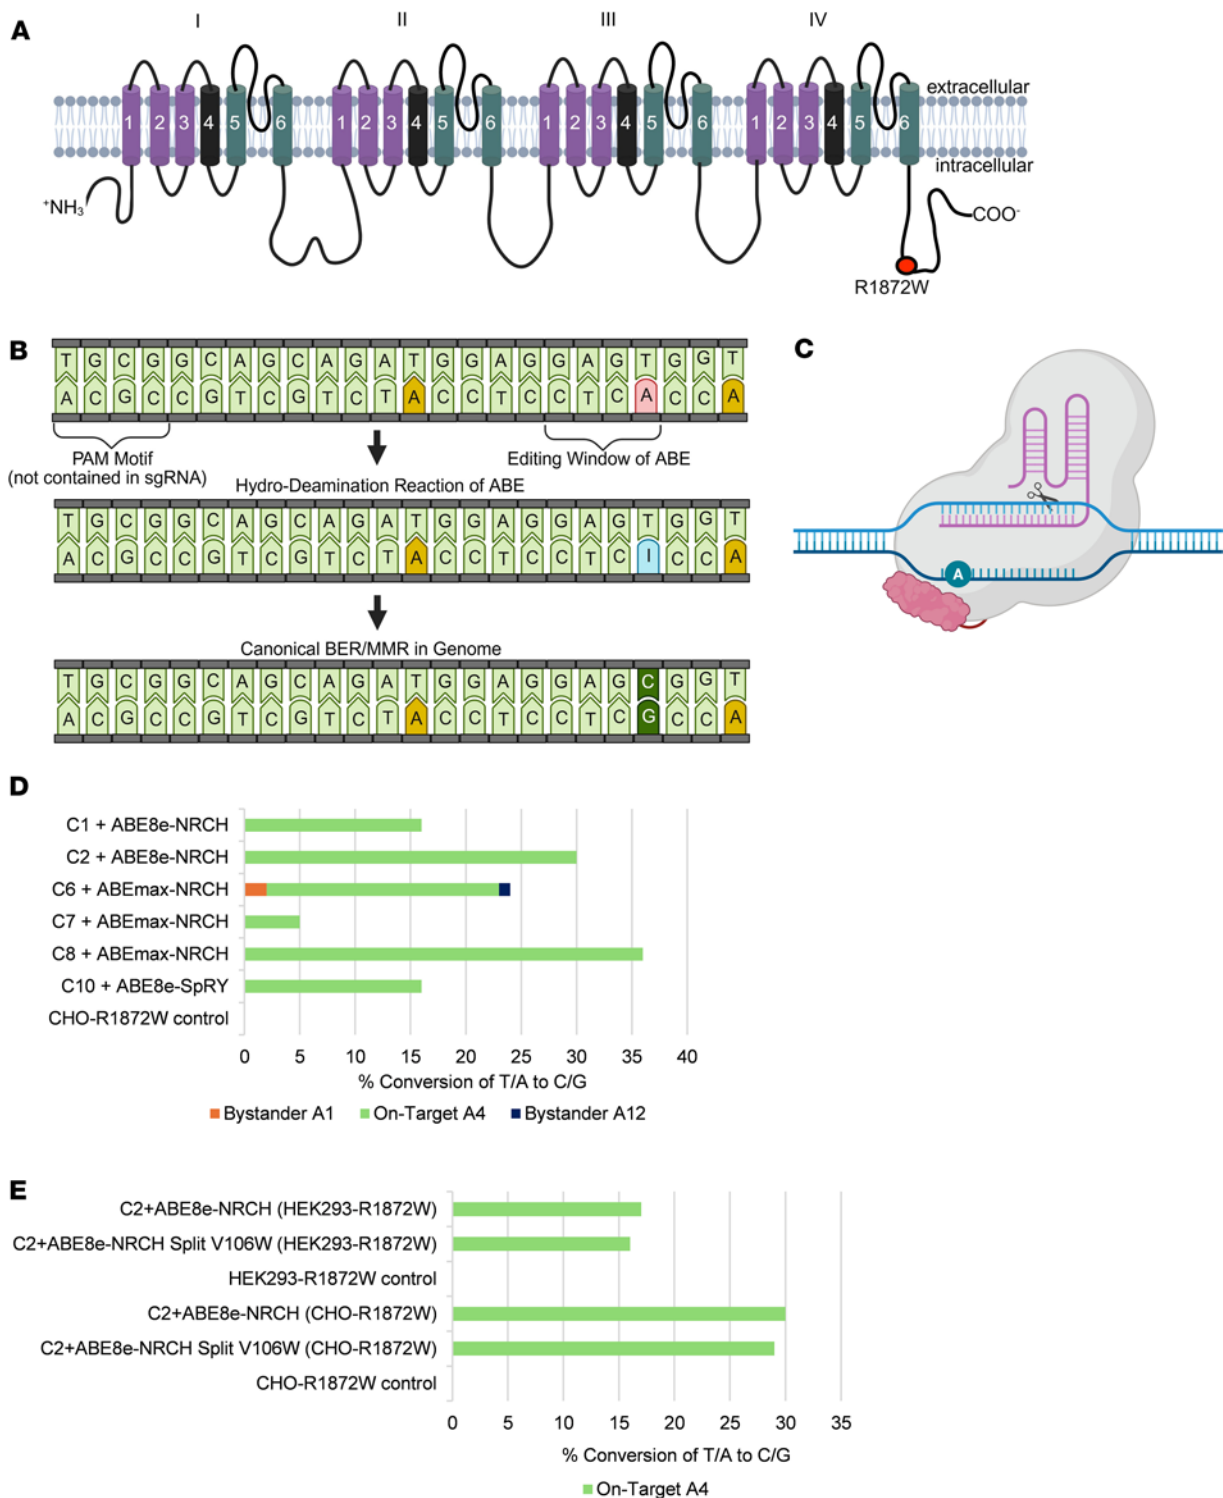 A
I II III IV
1 2 3 4 5 6 1 2 3 4 5 6 1 2 3 4 5 6 1 2 3 4 5 6
extracellular
intracellular
⁺NH₃
COO⁻
R1872W
B
T G C G G C A G C A G A T G G A G G A G T G G T
A C G C C G T C G T C T A C C T C C T C A C C A
PAM Motif
(not contained in sgRNA)
Editing Window of ABE
Hydro-Deamination Reaction of ABE
T G C G G C A G C A G A T G G A G G A G T G G T
A C G C C G T C G T C T A C C T C C T C I C C A
Canonical BER/MMR in Genome
T G C G G C A G C A G A T G G A G G A G C G G T
A C G C C G T C G T C T A C C T C C T C G C C A
C
A
D
C1 + ABE8e-NRCH
C2 + ABE8e-NRCH
C6 + ABEmax-NRCH
C7 + ABEmax-NRCH
C8 + ABEmax-NRCH
C10 + ABE8e-SpRY
CHO-R1872W control
0 5 10 15 20 25 30 35 40
% Conversion of T/A to C/G
Bystander A1 On-Target A4 Bystander A12
E
C2+ABE8e-NRCH (HEK293-R1872W)
C2+ABE8e-NRCH Split V106W (HEK293-R1872W)
HEK293-R1872W control
C2+ABE8e-NRCH (CHO-R1872W)
C2+ABE8e-NRCH Split V106W (CHO-R1872W)
CHO-R1872W control
0 5 10 15 20 25 30 35
% Conversion of T/A to C/G
On-Target A4